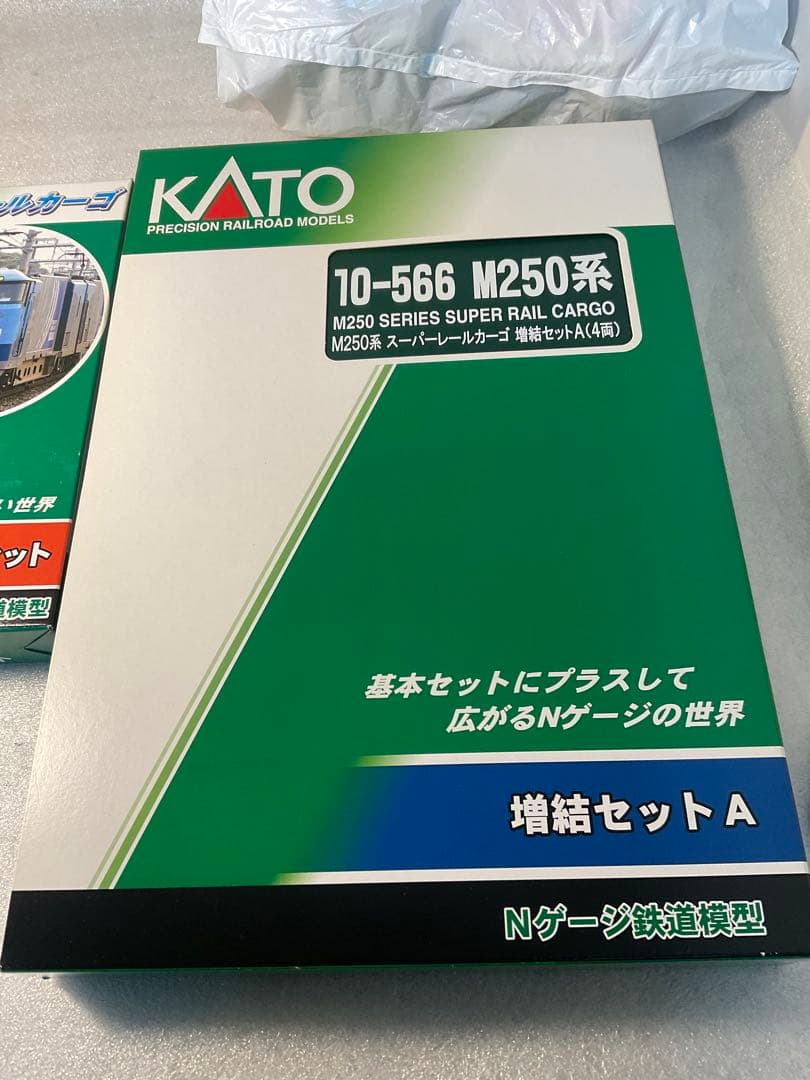 KATO
PRECISION RAILROAD MODELS
10-566 M250系
M250 SERIES SUPER RAIL CARGO
M250系 スーパーレールカーゴ 増結セットA(4両)
基本セットにプラスして
広がるNゲージの世界
増結セットA
Nゲージ鉄道模型
ルカーゴ
世界
ット
模型